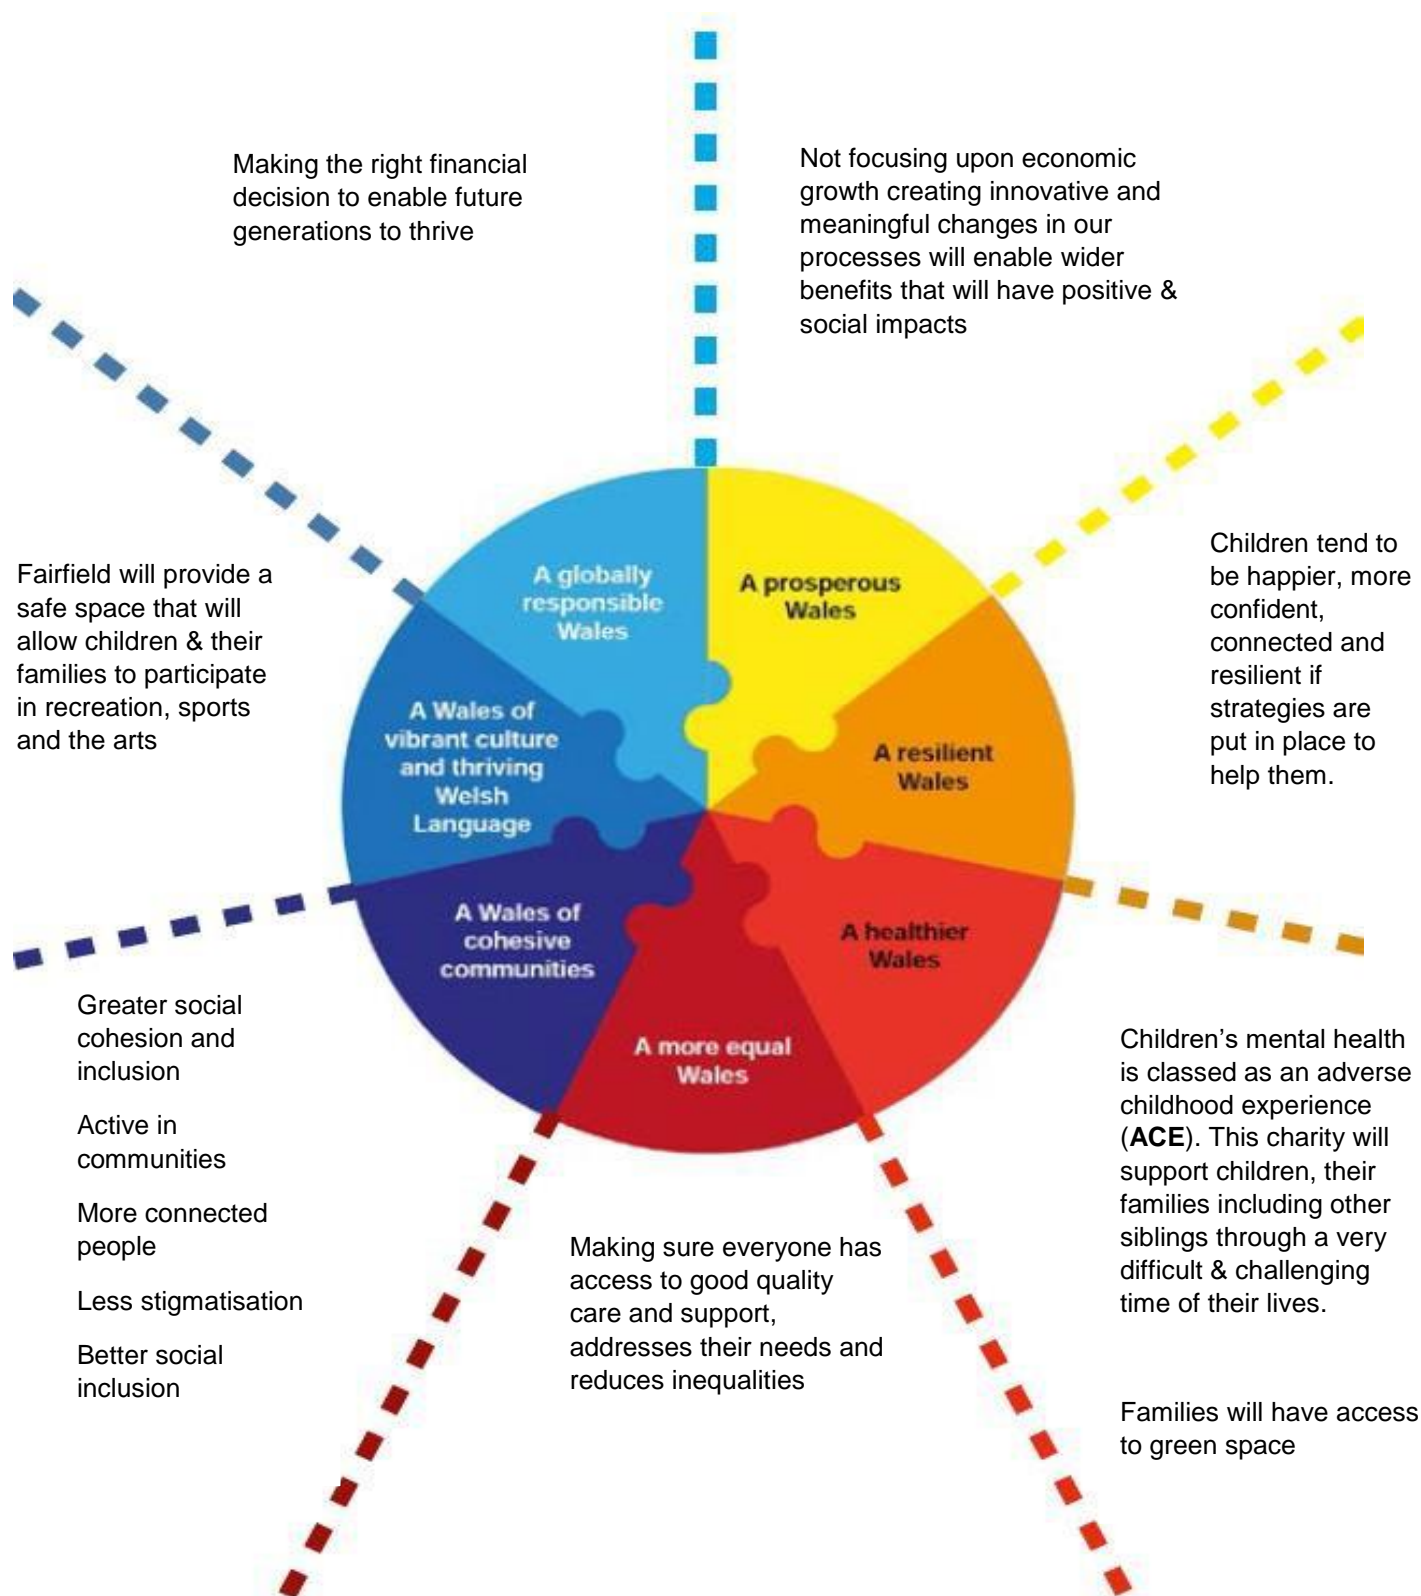 Making the right financial
decision to enable future
generations to thrive
Not focusing upon economic
growth creating innovative and
meaningful changes in our
processes will enable wider
benefits that will have positive &
social impacts
Fairfield will provide a
safe space that will
allow children & their
families to participate
in recreation, sports
and the arts
A globally
responsible
Wales
A prosperous
Wales
Children tend to
be happier, more
confident,
connected and
resilient if
strategies are
put in place to
help them.
A Wales of
vibrant culture
and thriving
Welsh
Language
A resilient
Wales
A Wales of
cohesive
communities
A healthier
Wales
A more equal
Wales
Greater social
cohesion and
inclusion
Active in
communities
More connected
people
Less stigmatisation
Better social
inclusion
Making sure everyone has
access to good quality
care and support,
addresses their needs and
reduces inequalities
Children’s mental health
is classed as an adverse
childhood experience
(ACE). This charity will
support children, their
families including other
siblings through a very
difficult & challenging
time of their lives.
Families will have access
to green space